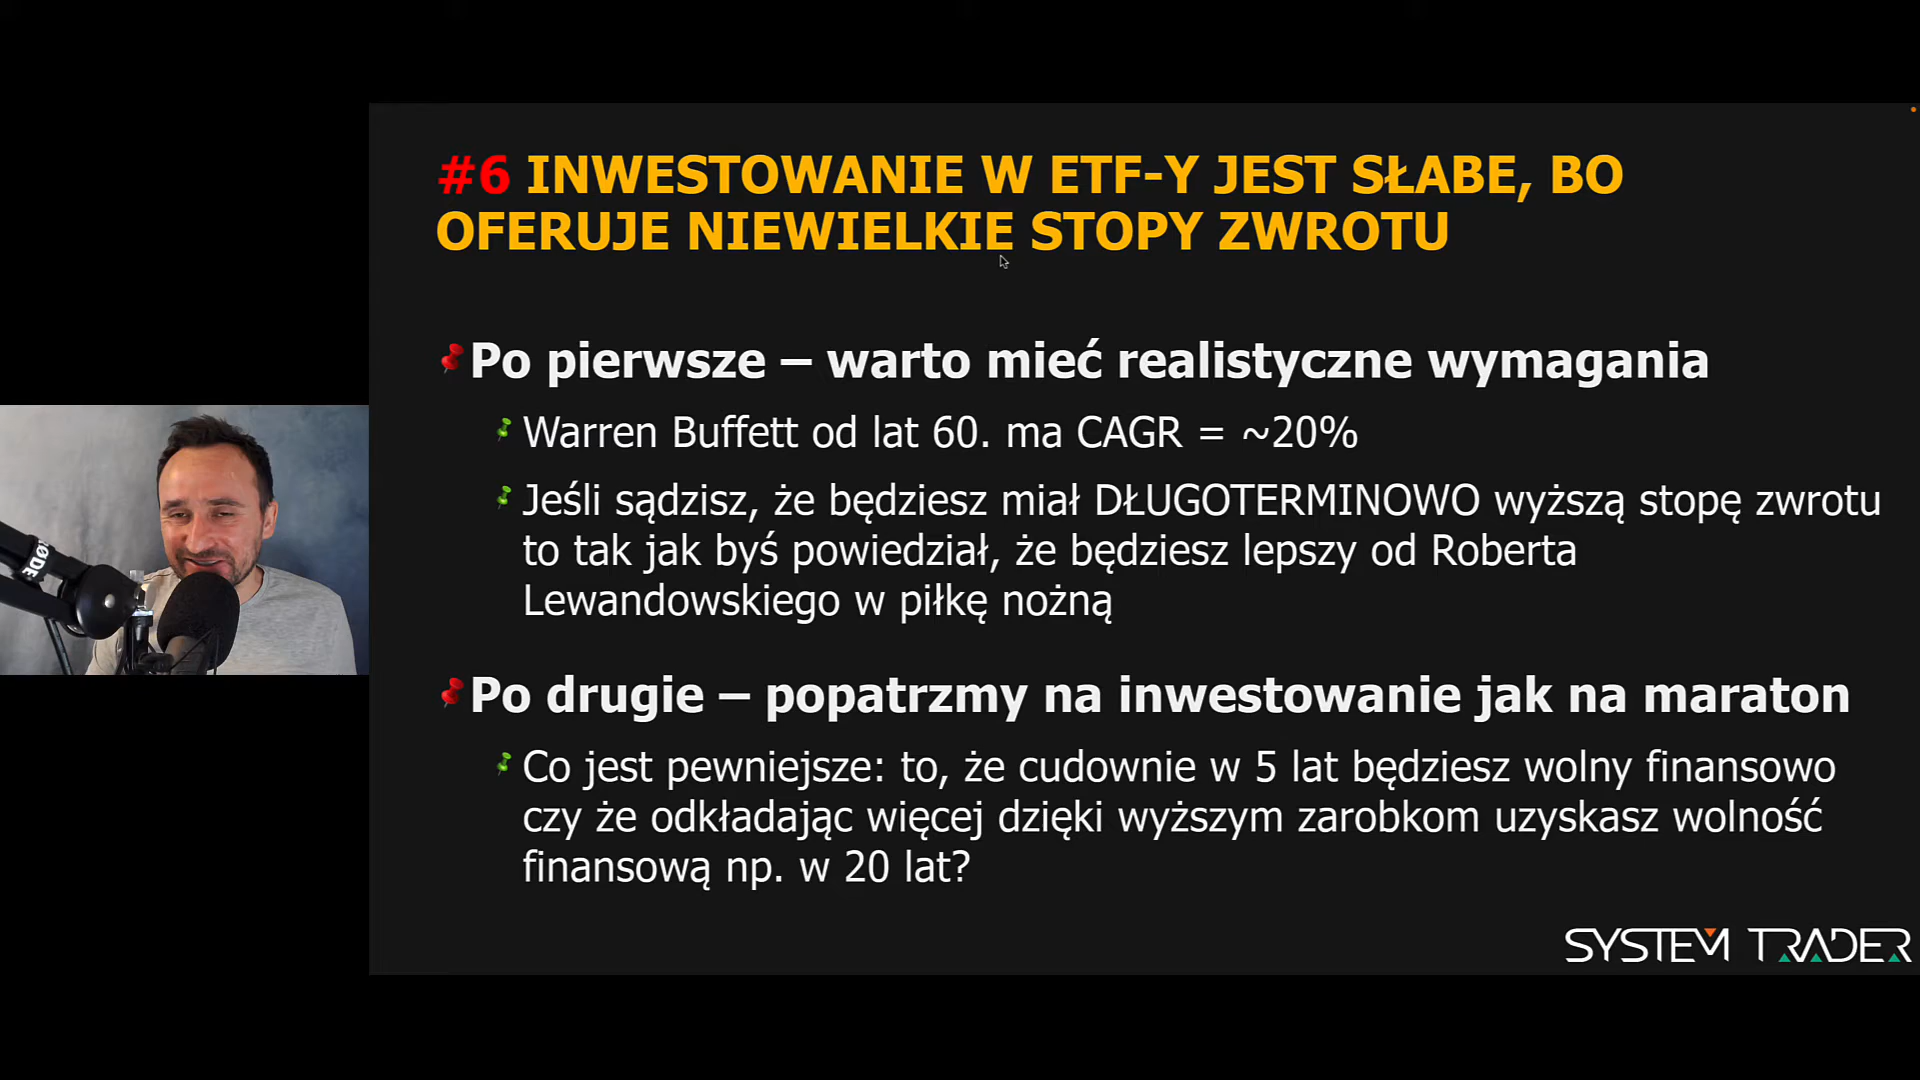 #6 INWESTOWANIE W ETF-Y JEST SŁABE, BO
OFERUJE NIEWIELKIE STOPY ZWROTU
Po pierwsze – warto mieć realistyczne wymagania
Warren Buffett od lat 60. ma CAGR = ~20%
Jeśli sądzisz, że będziesz miał DŁUGOTERMINOWO wyższą stopę zwrotu
to tak jak byś powiedział, że będziesz lepszy od Roberta
Lewandowskiego w piłkę nożną
Po drugie – popatrzmy na inwestowanie jak na maraton
Co jest pewniejsze: to, że cudownie w 5 lat będziesz wolny finansowo
czy że odkładając więcej dzięki wyższym zarobkom uzyskasz wolność
finansową np. w 20 lat?
SYSTEM TRADER
RØDE